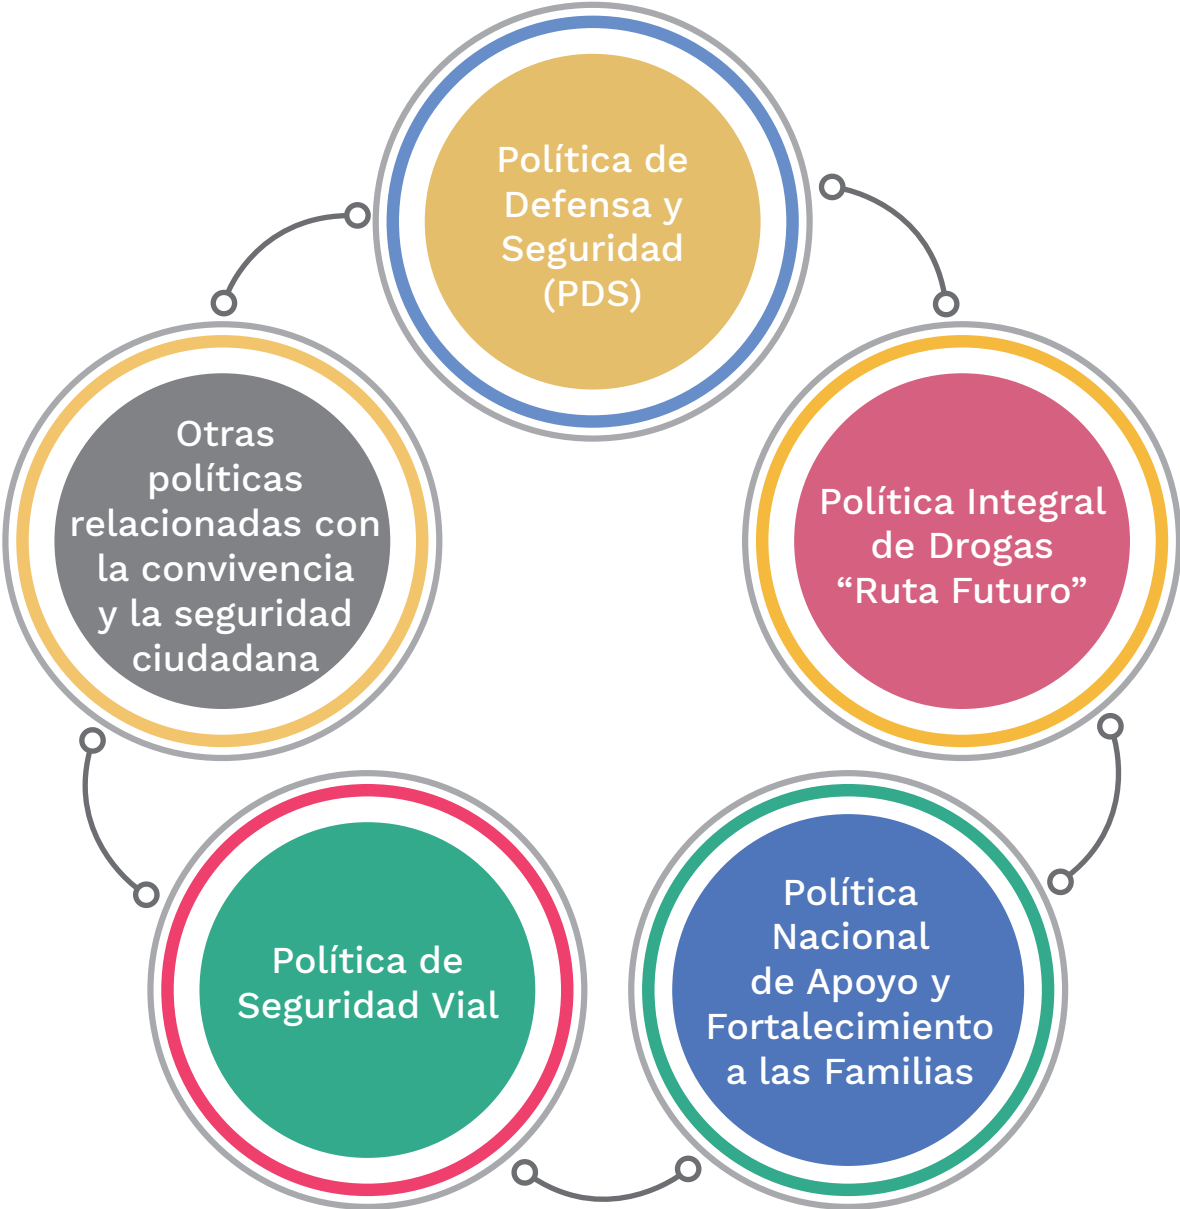 Política de
Defensa y
Seguridad
(PDS)
Otras
políticas
relacionadas con
la convivencia
y la seguridad
ciudadana
Política Integral
de Drogas
“Ruta Futuro”
Política de
Seguridad Vial
Política
Nacional
de Apoyo y
Fortalecimiento
a las Familias